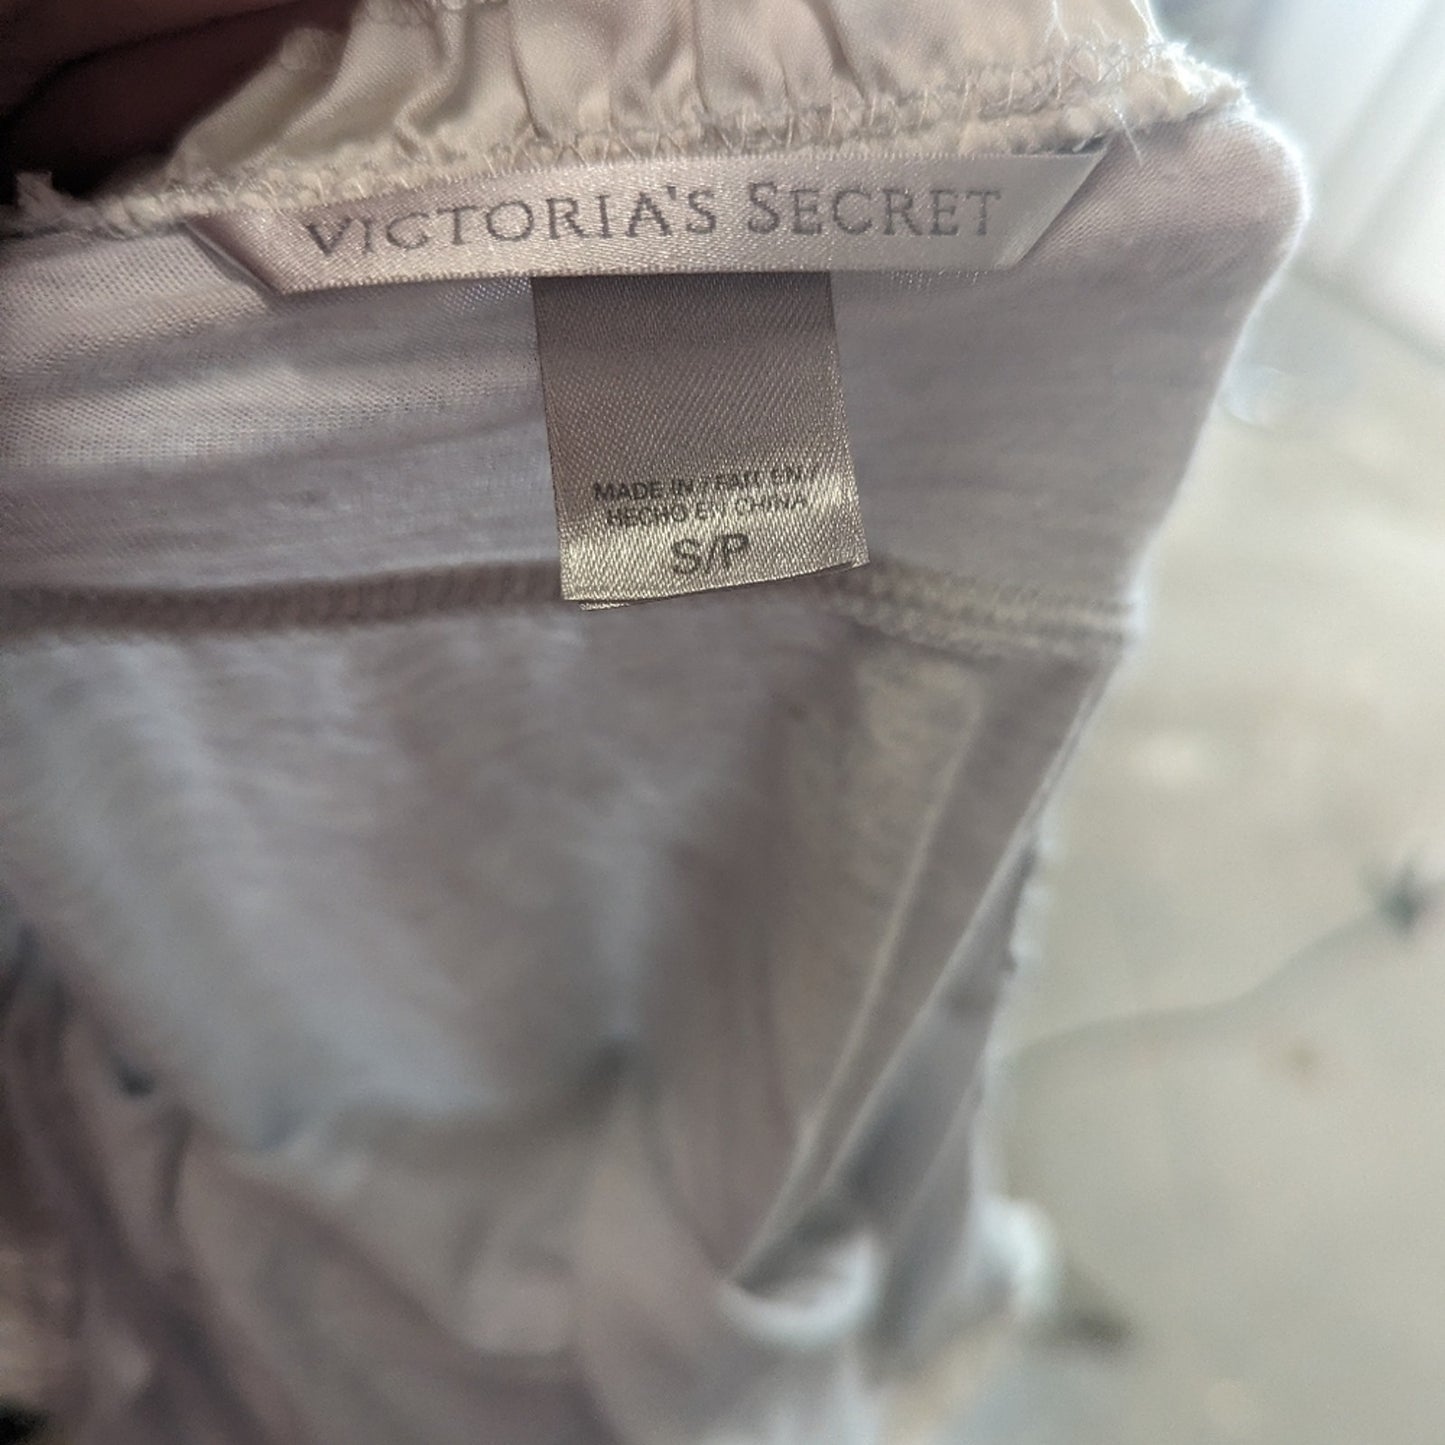 VICTORIA'S SECRET
MADE IN / FAIT EN /
HECHO EN CHINA
S/P